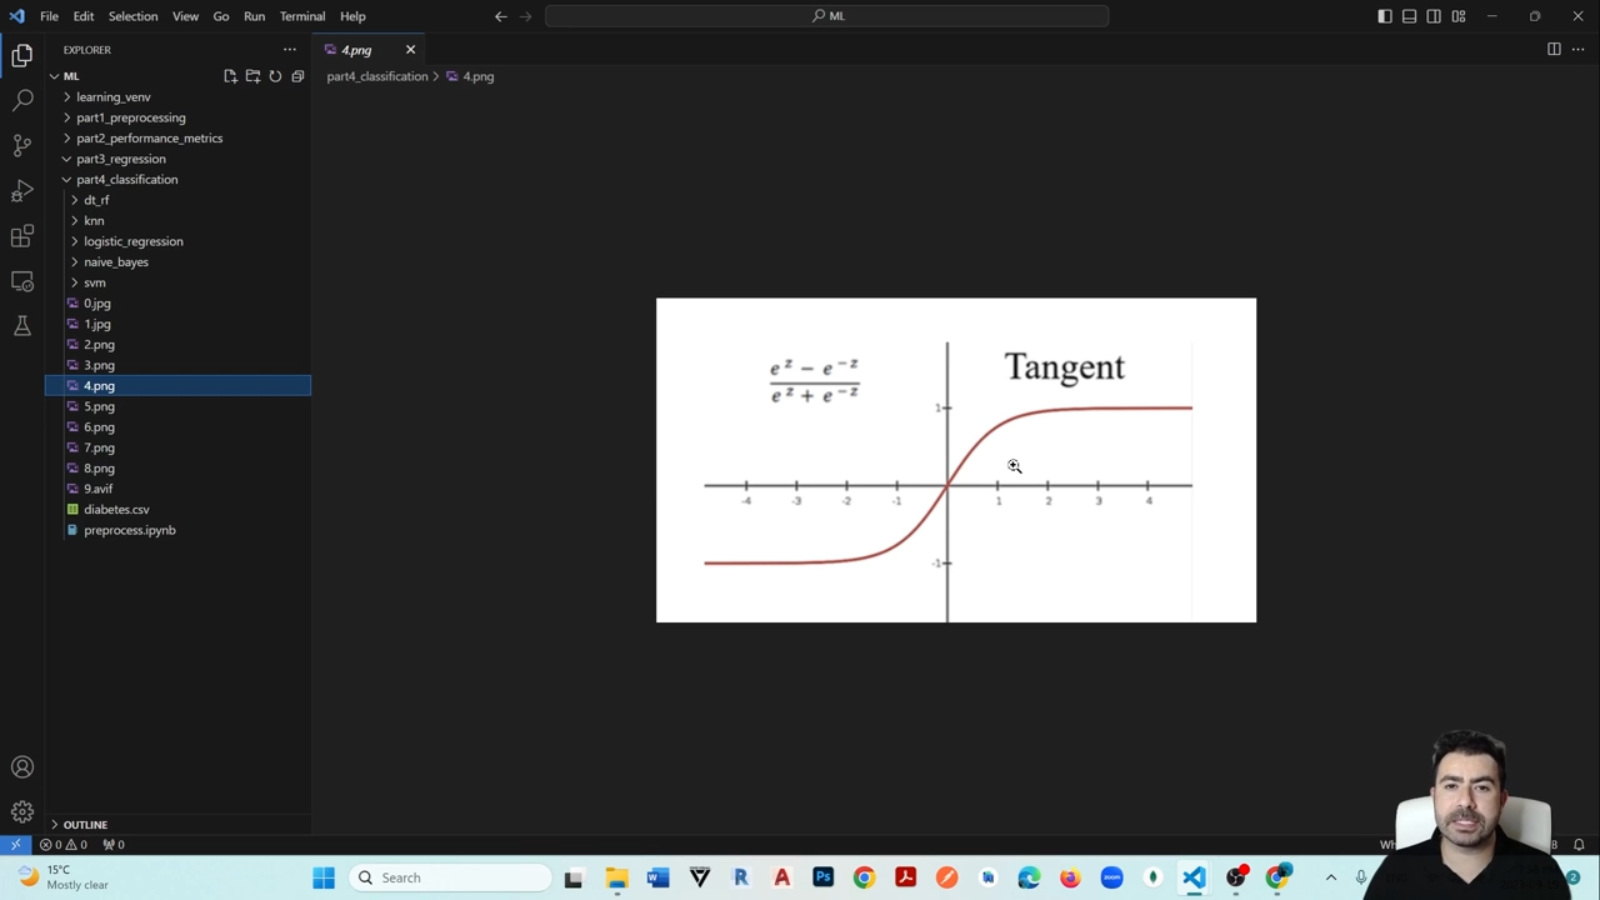 File Edit Selection View Go Run Terminal Help
ML
EXPLORER
4.png
ML
part4_classification > 4.png
learning_venv
part1_preprocessing
part2_performance_metrics
part3_regression
part4_classification
dt_rf
knn
logistic_regression
naive_bayes
svm
0.jpg
1.jpg
2.png
3.png
4.png
5.png
6.png
7.png
8.png
9.avif
diabetes.csv
preprocess.ipynb
e^z − e^−z
e^z + e^−z
Tangent
1
-4 -3 -2 -1 1 2 3 4
-1
OUTLINE
0 0 0
15°C
Mostly clear
Search
Ps
zoom
2